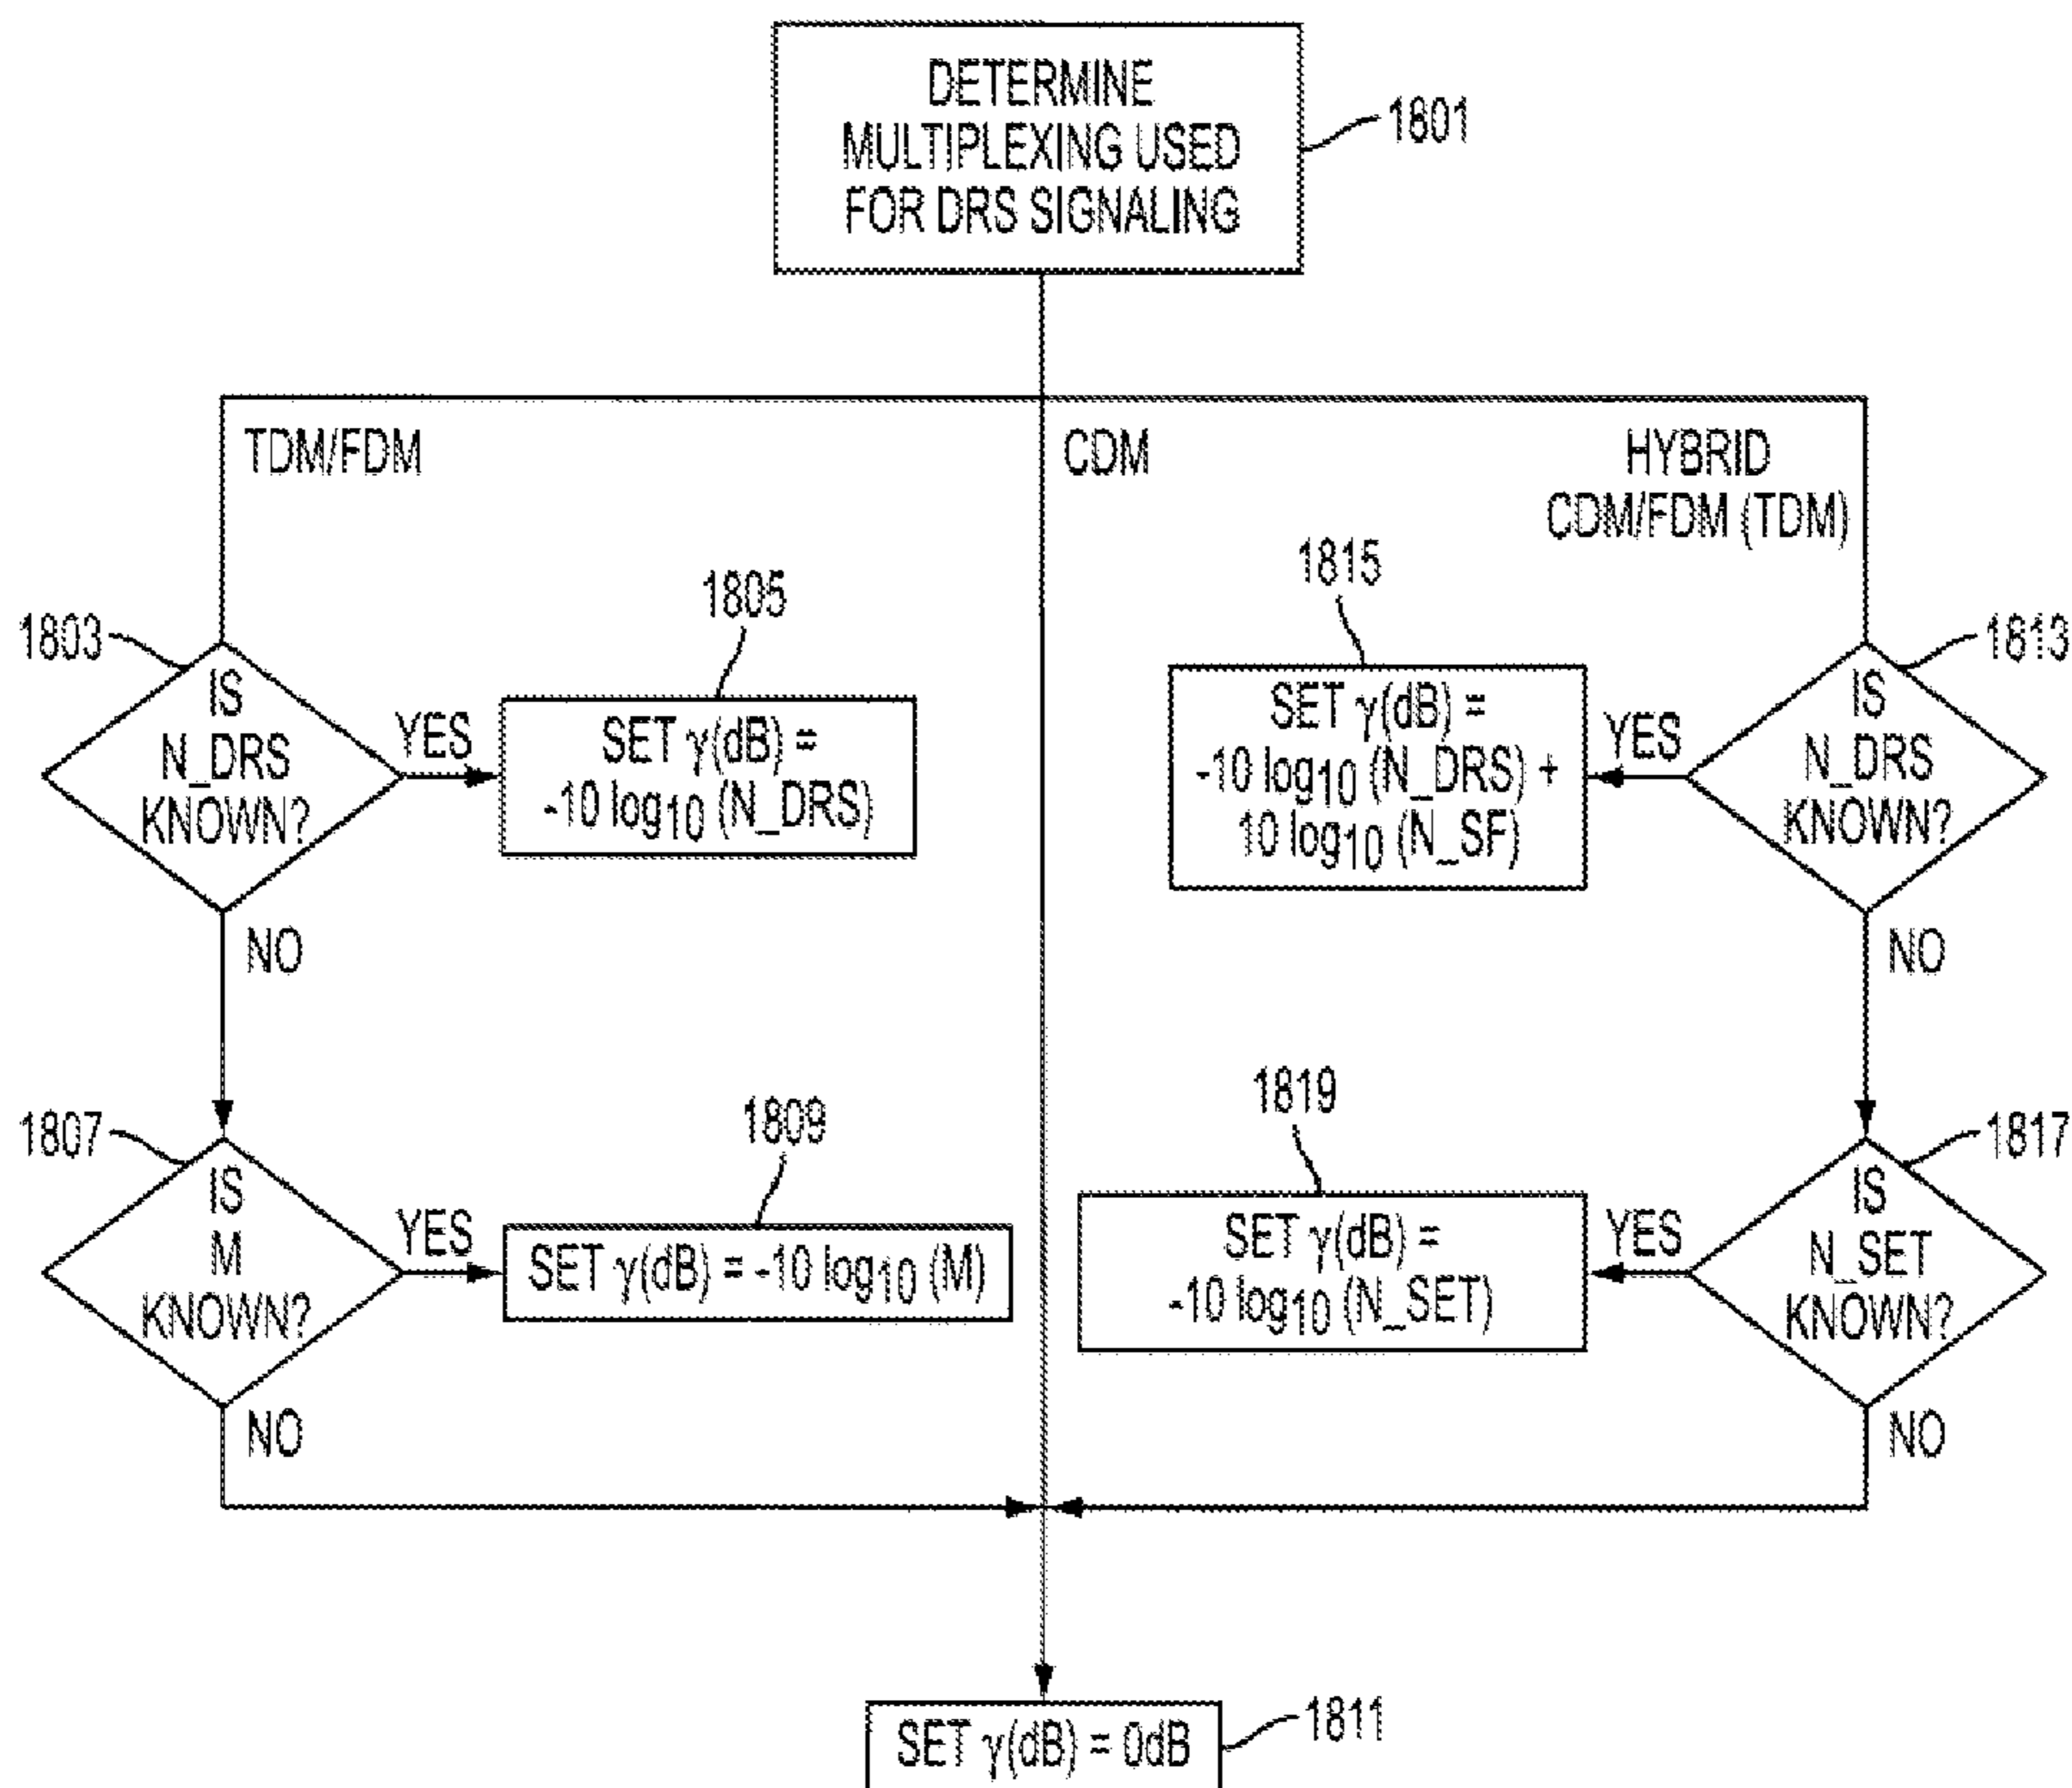 DETERMINE
MULTIPLEXING USED
FOR DRS SIGNALING
1801
TDM/FDM
CDM
HYBRID
CDM/FDM (TDM)
1803
IS
N_DRS
KNOWN?
YES
NO
1805
SET γ(dB) =
-10 log10 (N_DRS)
1815
SET γ(dB) =
-10 log10 (N_DRS) +
10 log10 (N_SF)
1813
IS
N_DRS
KNOWN?
YES
NO
1807
IS
M
KNOWN?
YES
NO
1809
SET γ(dB) = -10 log10 (M)
1819
SET γ(dB) =
-10 log10 (N_SET)
1817
IS
N_SET
KNOWN?
YES
NO
SET γ(dB) = 0dB
1811